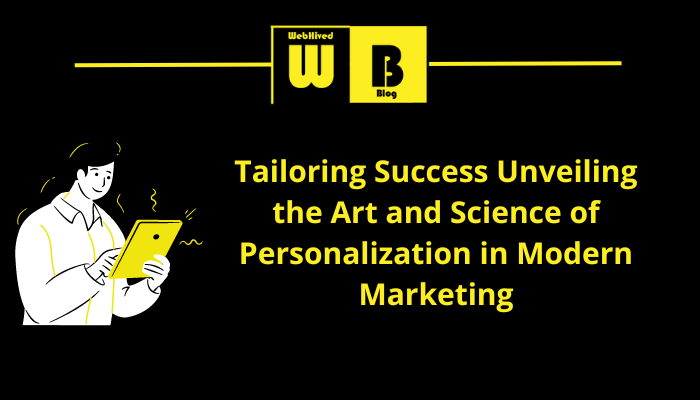 WebHived
W
B
Blog
Tailoring Success Unveiling
the Art and Science of
Personalization in Modern
Marketing